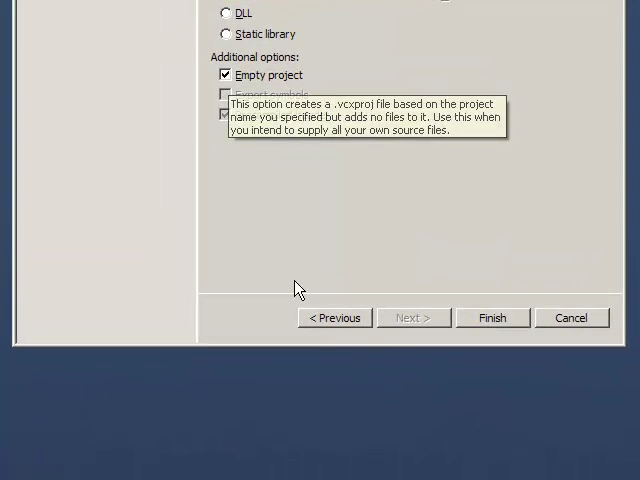 DLL
Static library
Additional options:
Empty project
Export symbols
This option creates a .vcxproj file based on the project
name you specified but adds no files to it. Use this when
you intend to supply all your own source files.
< Previous
Next >
Finish
Cancel